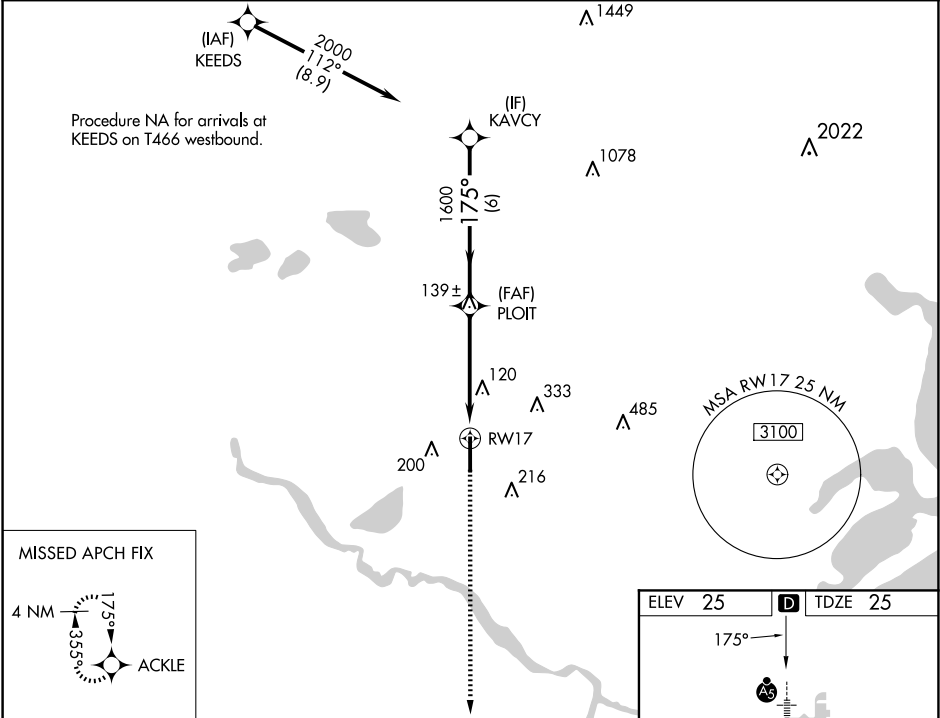 1449
(IAF)
KEEDS
2000
112°
(8.9)
Procedure NA for arrivals at
KEEDS on T466 westbound.
(IF)
KAVCY
2022
1078
1600
175°
(6)
139±
(FAF)
PLOIT
120
333
485
MSA RW17 25 NM
3100
RW17
200
216
MISSED APCH FIX
4 NM
175°
355°
ACKLE
ELEV 25
D
TDZE 25
175°
A5